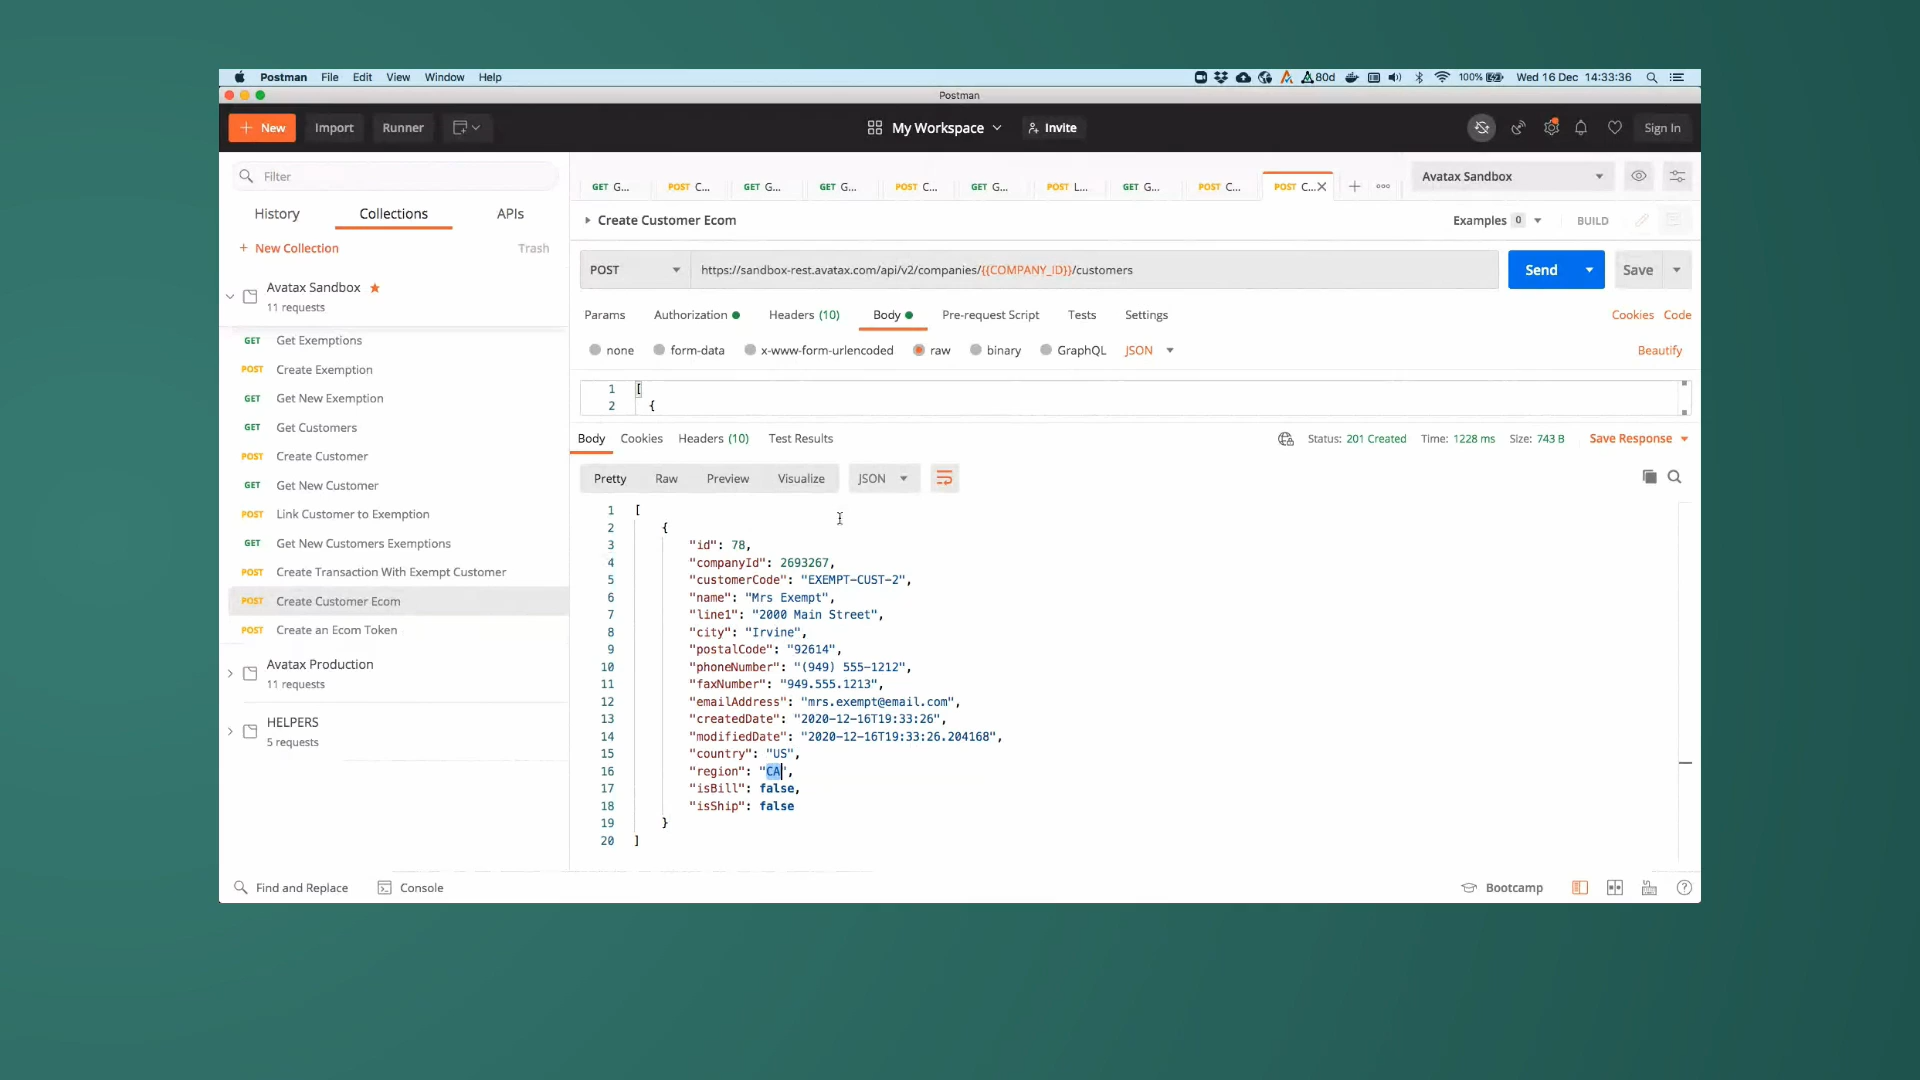 Postman File Edit View Window Help
80d 100% Wed 16 Dec 14:33:36
Postman
+ New Import Runner My Workspace Invite Sign In
Filter
History Collections APIs
+ New Collection Trash
Avatax Sandbox
11 requests
GET Get Exemptions
POST Create Exemption
GET Get New Exemption
GET Get Customers
POST Create Customer
GET Get New Customer
POST Link Customer to Exemption
GET Get New Customers Exemptions
POST Create Transaction With Exempt Customer
POST Create Customer Ecom
POST Create an Ecom Token
Avatax Production
11 requests
HELPERS
5 requests
GET G... POST C... GET G... GET G... POST C... GET G... POST L... GET G... POST C... POST C...
Avatax Sandbox
Create Customer Ecom Examples 0 BUILD
POST https://sandbox-rest.avatax.com/api/v2/companies/{{COMPANY_ID}}/customers Send Save
Params Authorization Headers (10) Body Pre-request Script Tests Settings Cookies Code
none form-data x-www-form-urlencoded raw binary GraphQL JSON Beautify
1 [
2 {
Body Cookies Headers (10) Test Results Status: 201 Created Time: 1228 ms Size: 743 B Save Response
Pretty Raw Preview Visualize JSON
1 [
2 {
3 "id": 78,
4 "companyId": 2693267,
5 "customerCode": "EXEMPT-CUST-2",
6 "name": "Mrs Exempt",
7 "line1": "2000 Main Street",
8 "city": "Irvine",
9 "postalCode": "92614",
10 "phoneNumber": "(949) 555-1212",
11 "faxNumber": "949.555.1213",
12 "emailAddress": "mrs.exempt@email.com",
13 "createdDate": "2020-12-16T19:33:26",
14 "modifiedDate": "2020-12-16T19:33:26.204168",
15 "country": "US",
16 "region": "CA",
17 "isBill": false,
18 "isShip": false
19 }
20 ]
Find and Replace Console Bootcamp